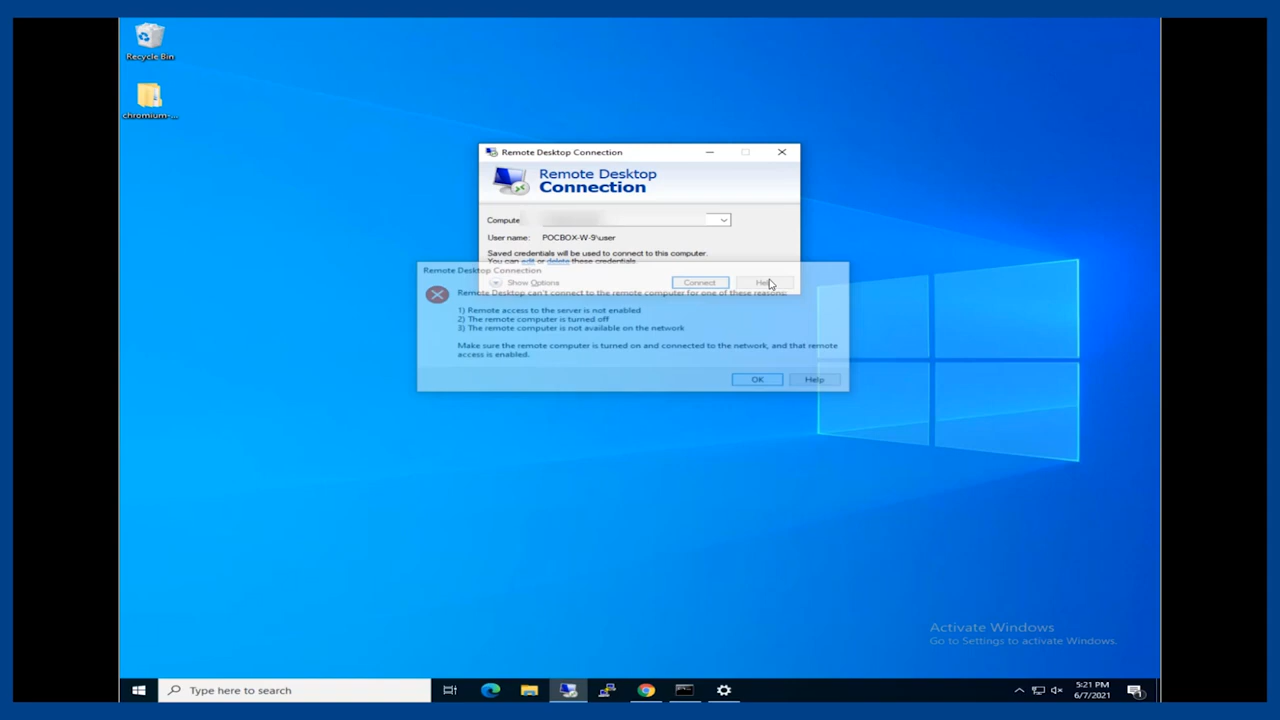 Recycle Bin
chromium-...
Remote Desktop Connection
Remote Desktop
Connection
Compute
User name: POCBOX-W-9\user
Saved credentials will be used to connect to this computer.
You can edit or delete these credentials.
Show Options
Connect
Help
Remote Desktop Connection
Remote Desktop can't connect to the remote computer for one of these reasons:
1) Remote access to the server is not enabled
2) The remote computer is turned off
3) The remote computer is not available on the network
Make sure the remote computer is turned on and connected to the network, and that remote
access is enabled.
OK
Help
Activate Windows
Go to Settings to activate Windows.
Type here to search
5:21 PM
6/7/2021
1